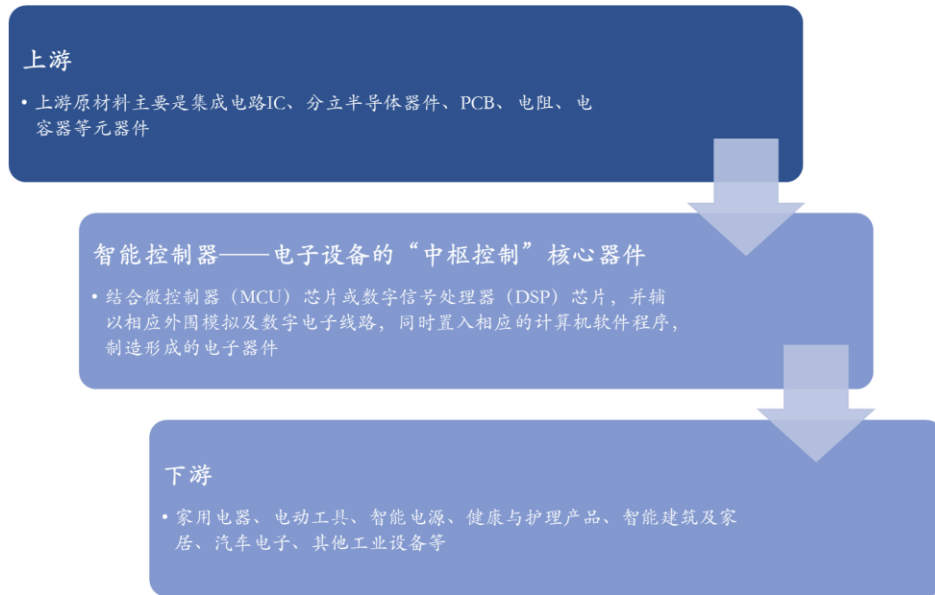 上游
• 上游原材料主要是集成电路IC、分立半导体器件、PCB、电阻、电
容器等元器件
智能控制器——电子设备的“中枢控制”核心器件
• 结合微控制器（MCU）芯片或数字信号处理器（DSP）芯片，并辅
以相应外围模拟及数字电子线路，同时置入相应的计算机软件程序，
制造形成的电子器件
下游
• 家用电器、电动工具、智能电源、健康与护理产品、智能建筑及家
居、汽车电子、其他工业设备等